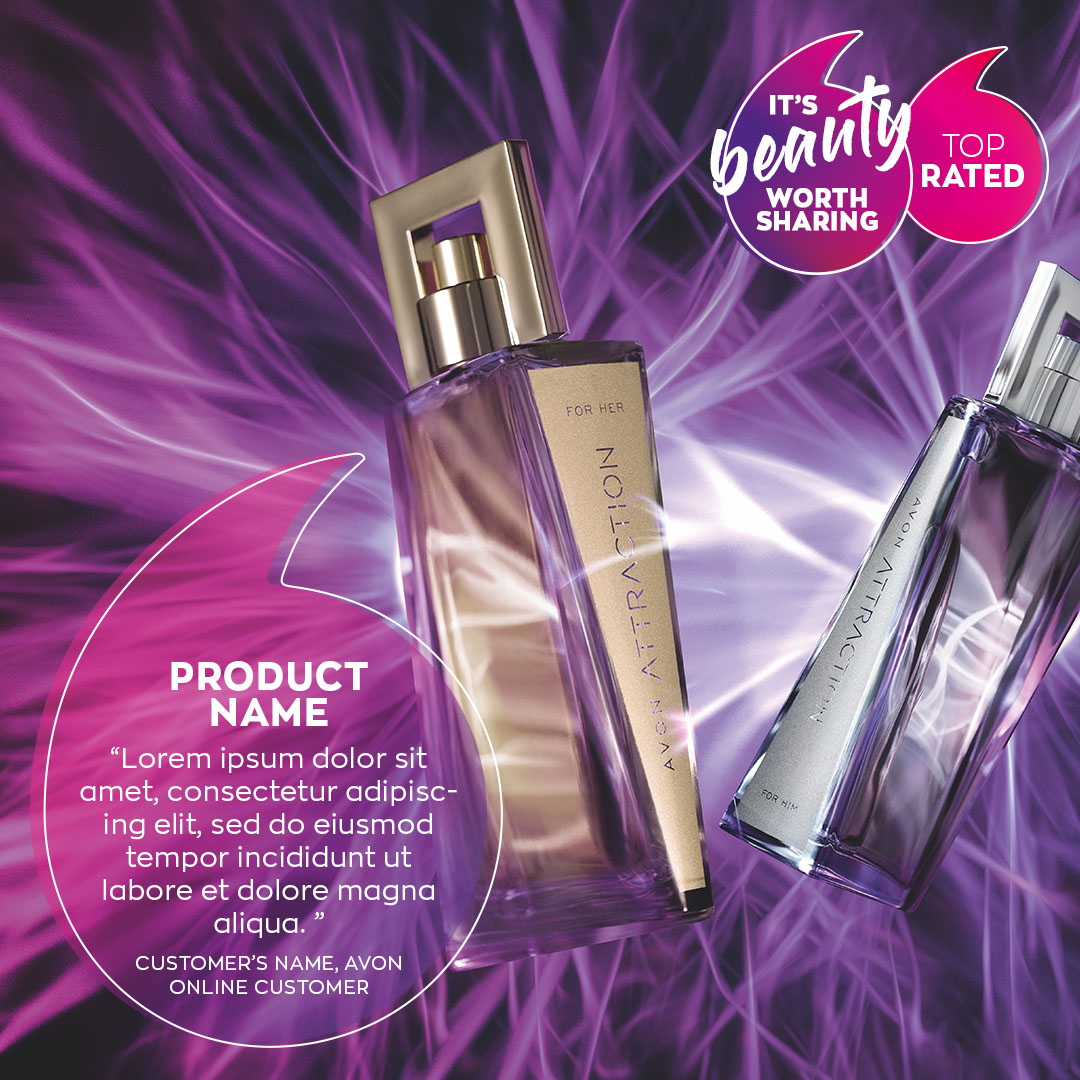 IT'S
beauty
WORTH
SHARING
TOP
RATED
FOR HER
AVON ATTRACTION
AVON ATTRACTION
FOR HIM
PRODUCT
NAME
“Lorem ipsum dolor sit
amet, consectetur adipisc-
ing elit, sed do eiusmod
tempor incididunt ut
labore et dolore magna
aliqua. ”
CUSTOMER'S NAME, AVON
ONLINE CUSTOMER